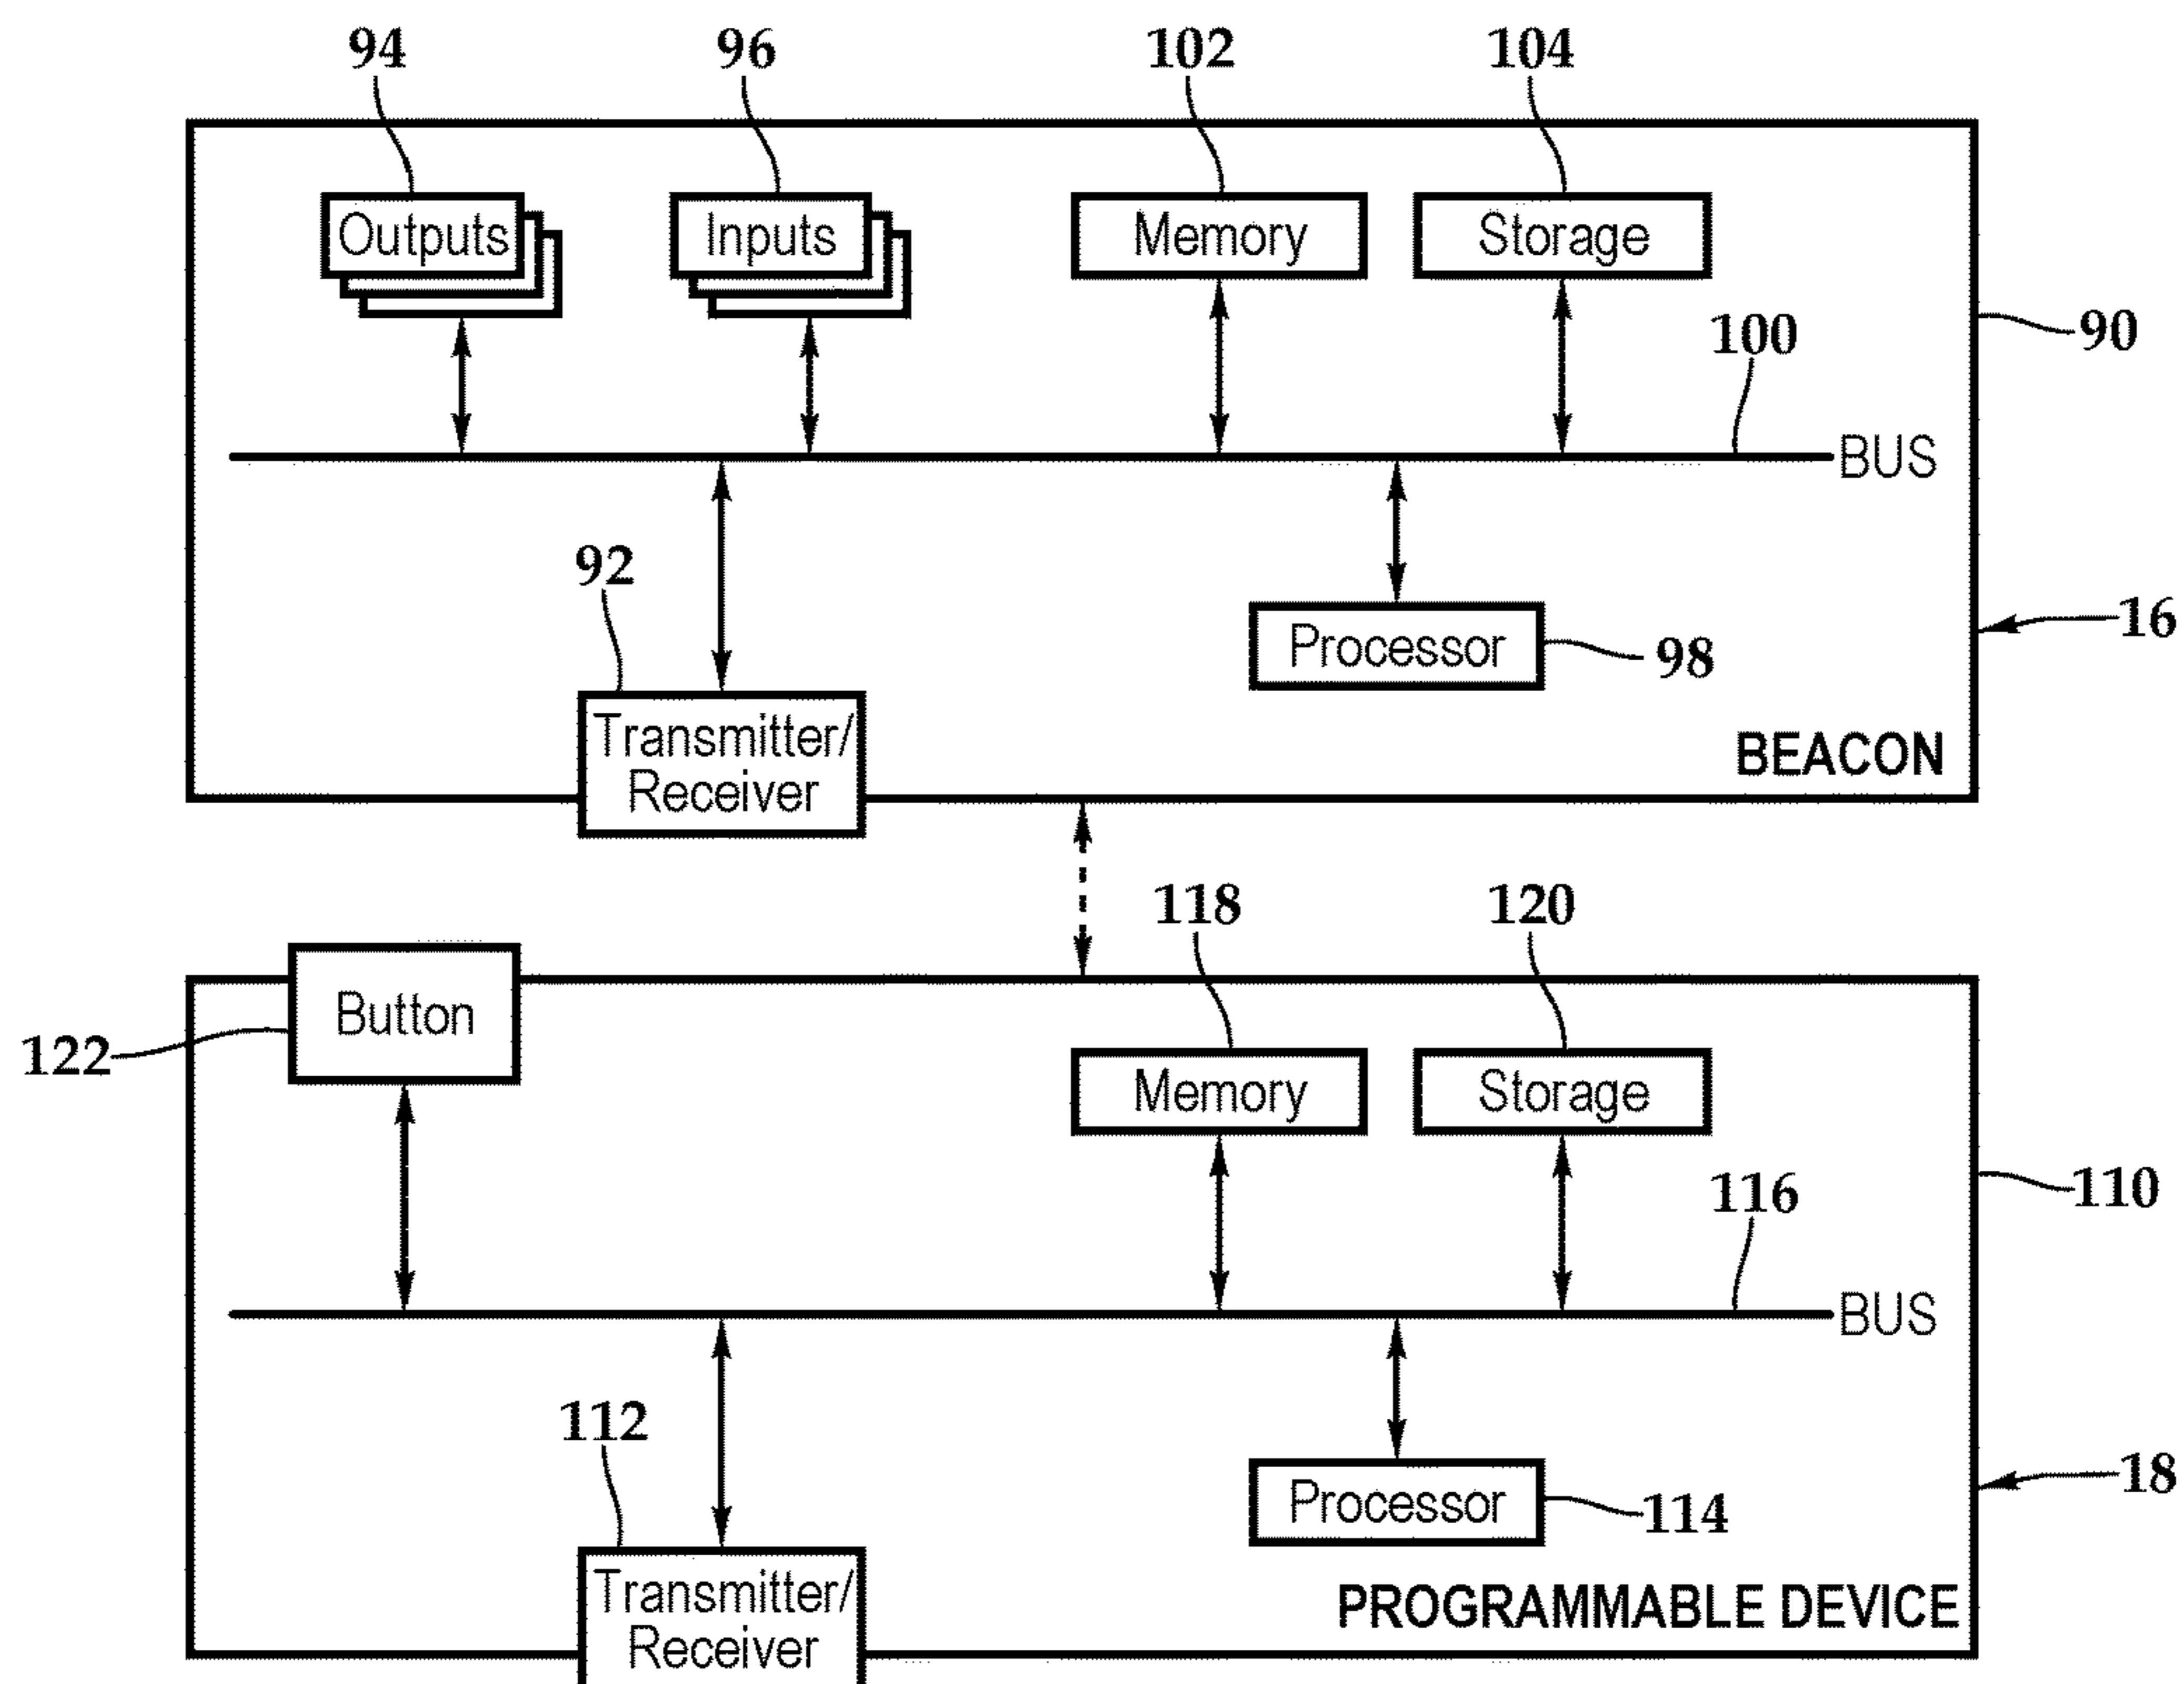 94 96 102 104
Outputs Inputs Memory Storage
100
90
BUS
92
16
Processor 98
Transmitter/
Receiver
BEACON
118 120
Button
122
Memory Storage
116
110
BUS
112
18
Processor 114
Transmitter/
Receiver
PROGRAMMABLE DEVICE